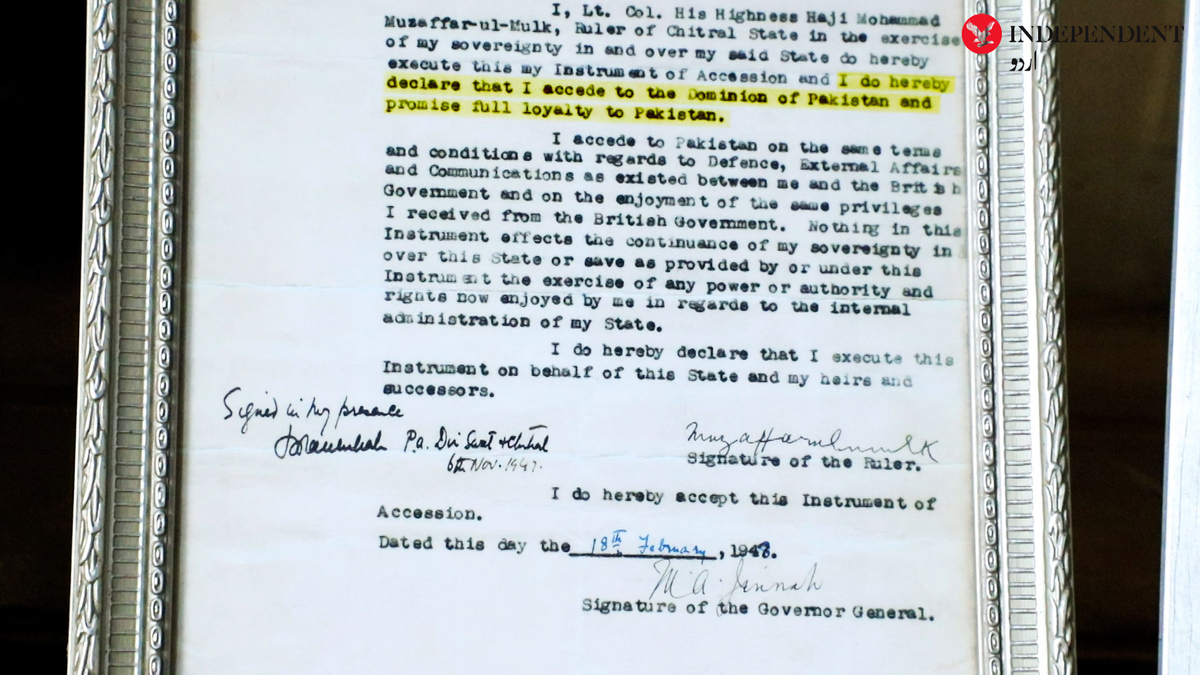 INDEPENDENT
اردو
I, Lt. Col. His Highness Haji Mohammad
Muzaffar-ul-Mulk, Ruler of Chitral State in the exercise
of my sovereignty in and over my said State do hereby
execute this my Instrument of Accession and I do hereby
declare that I accede to the Dominion of Pakistan and
promise full loyalty to Pakistan.
I accede to Pakistan on the same terms
and conditions with regards to Defence, External Affairs
and Communications as existed between me and the British
Government and on the enjoyment of the same privileges
I received from the British Government. Nothing in this
Instrument effects the continuance of my sovereignty in
over this State or save as provided by or under this
Instrument the exercise of any power or authority and
rights now enjoyed by me in regards to the internal
administration of my State.
I do hereby declare that I execute this
Instrument on behalf of this State and my heirs and
successors.
Signed in my presence
P.a. Dir Swat & Chitral
6th Nov. 1947.
Muzaffarulmulk
Signature of the Ruler.
I do hereby accept this Instrument of
Accession.
Dated this day the 18th February, 1948.
M. A. Jinnah
Signature of the Governor General.